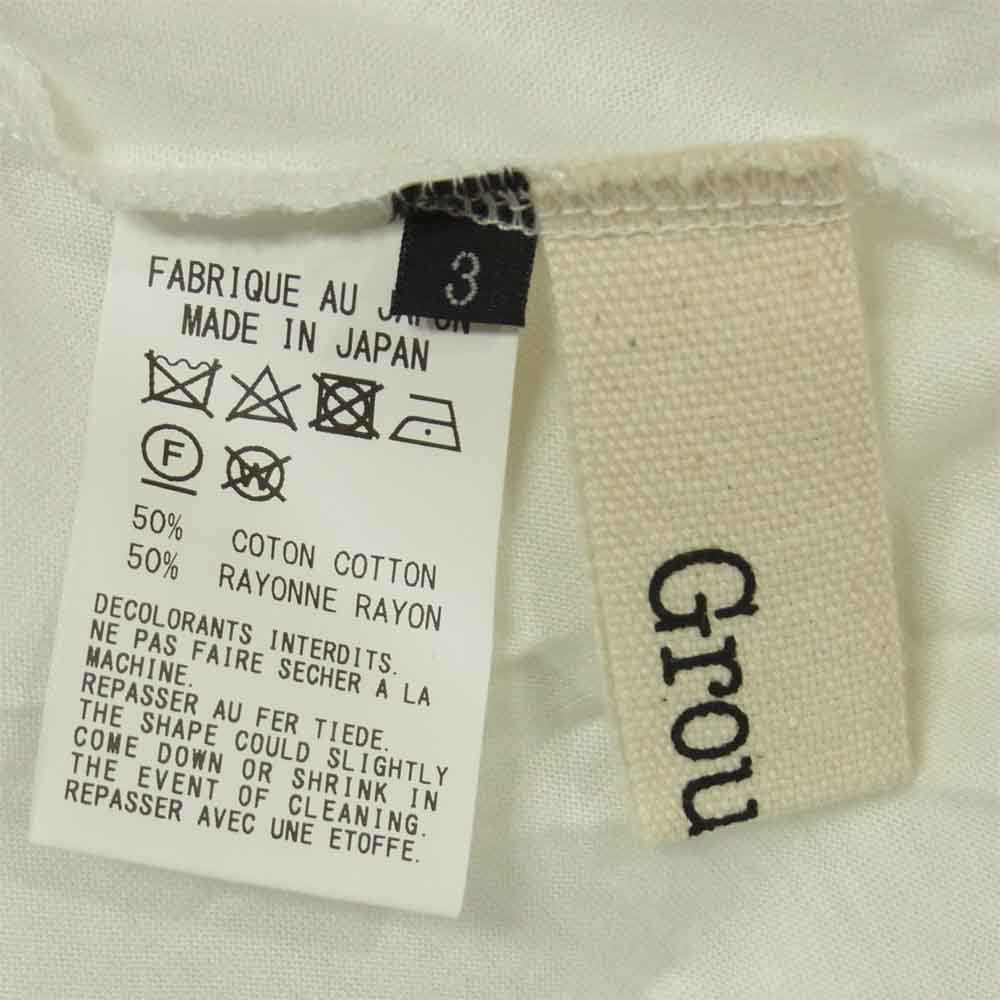 3
FABRIQUE AU JAPON
MADE IN JAPAN
F
W
50% COTON COTTON
50% RAYONNE RAYON
DECOLORANTS INTERDITS.
NE PAS FAIRE SECHER A LA
MACHINE.
REPASSER AU FER TIEDE.
THE SHAPE COULD SLIGHTLY
COME DOWN OR SHRINK IN
THE EVENT OF CLEANING.
REPASSER AVEC UNE ETOFFE.
Grou